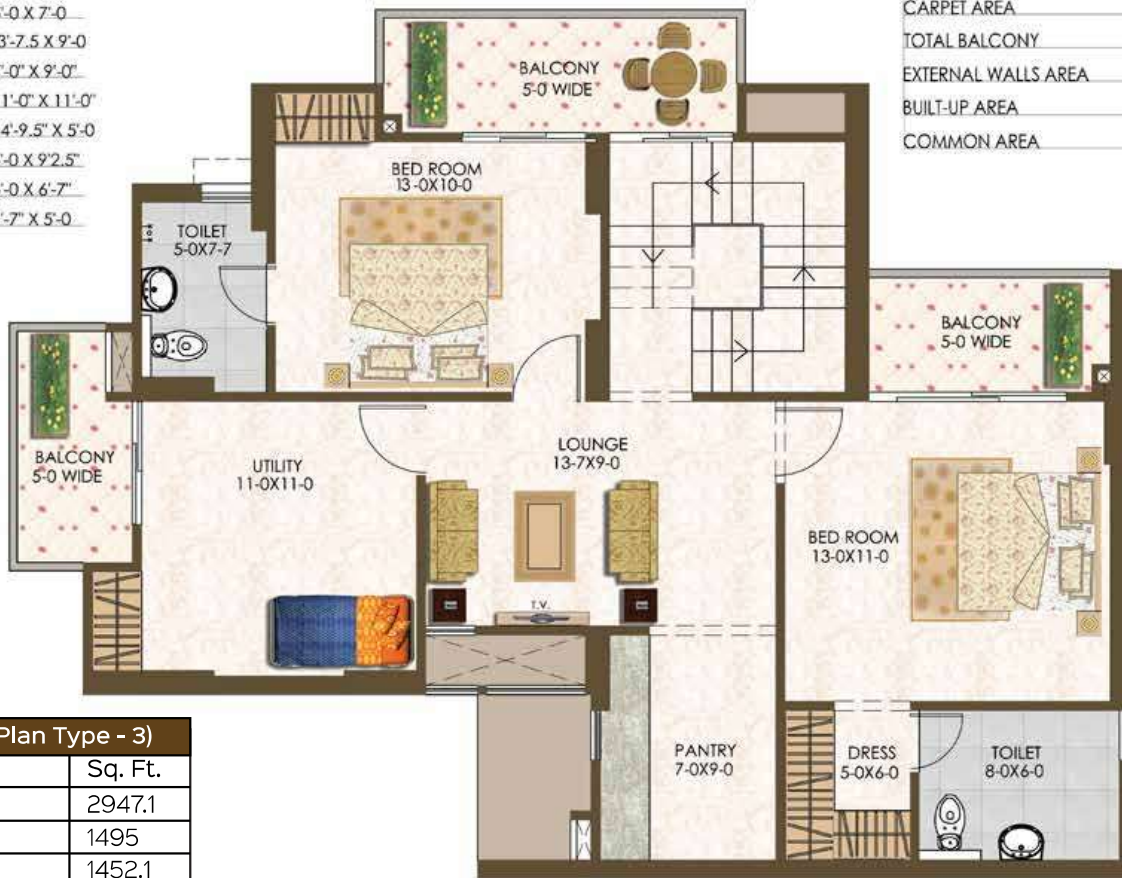 '-0 X 7'-0
3'-7.5 X 9'-0
'-0" X 9'-0"
1'-0" X 11'-0"
4'-9.5" X 5'-0
'-0 X 9'2.5"
'-0 X 6'-7"
'-7" X 5'-0
CARPET AREA
TOTAL BALCONY
EXTERNAL WALLS AREA
BUILT-UP AREA
COMMON AREA
BALCONY
5-0 WIDE
BED ROOM
13-0X10-0
TOILET
5-0X7-7
BALCONY
5-0 WIDE
BALCONY
5-0 WIDE
UTILITY
11-0X11-0
LOUNGE
13-7X9-0
BED ROOM
13-0X11-0
T.V.
PANTRY
7-0X9-0
DRESS
5-0X6-0
TOILET
8-0X6-0
Plan Type - 3)
Sq. Ft.
2947.1
1495
1452.1